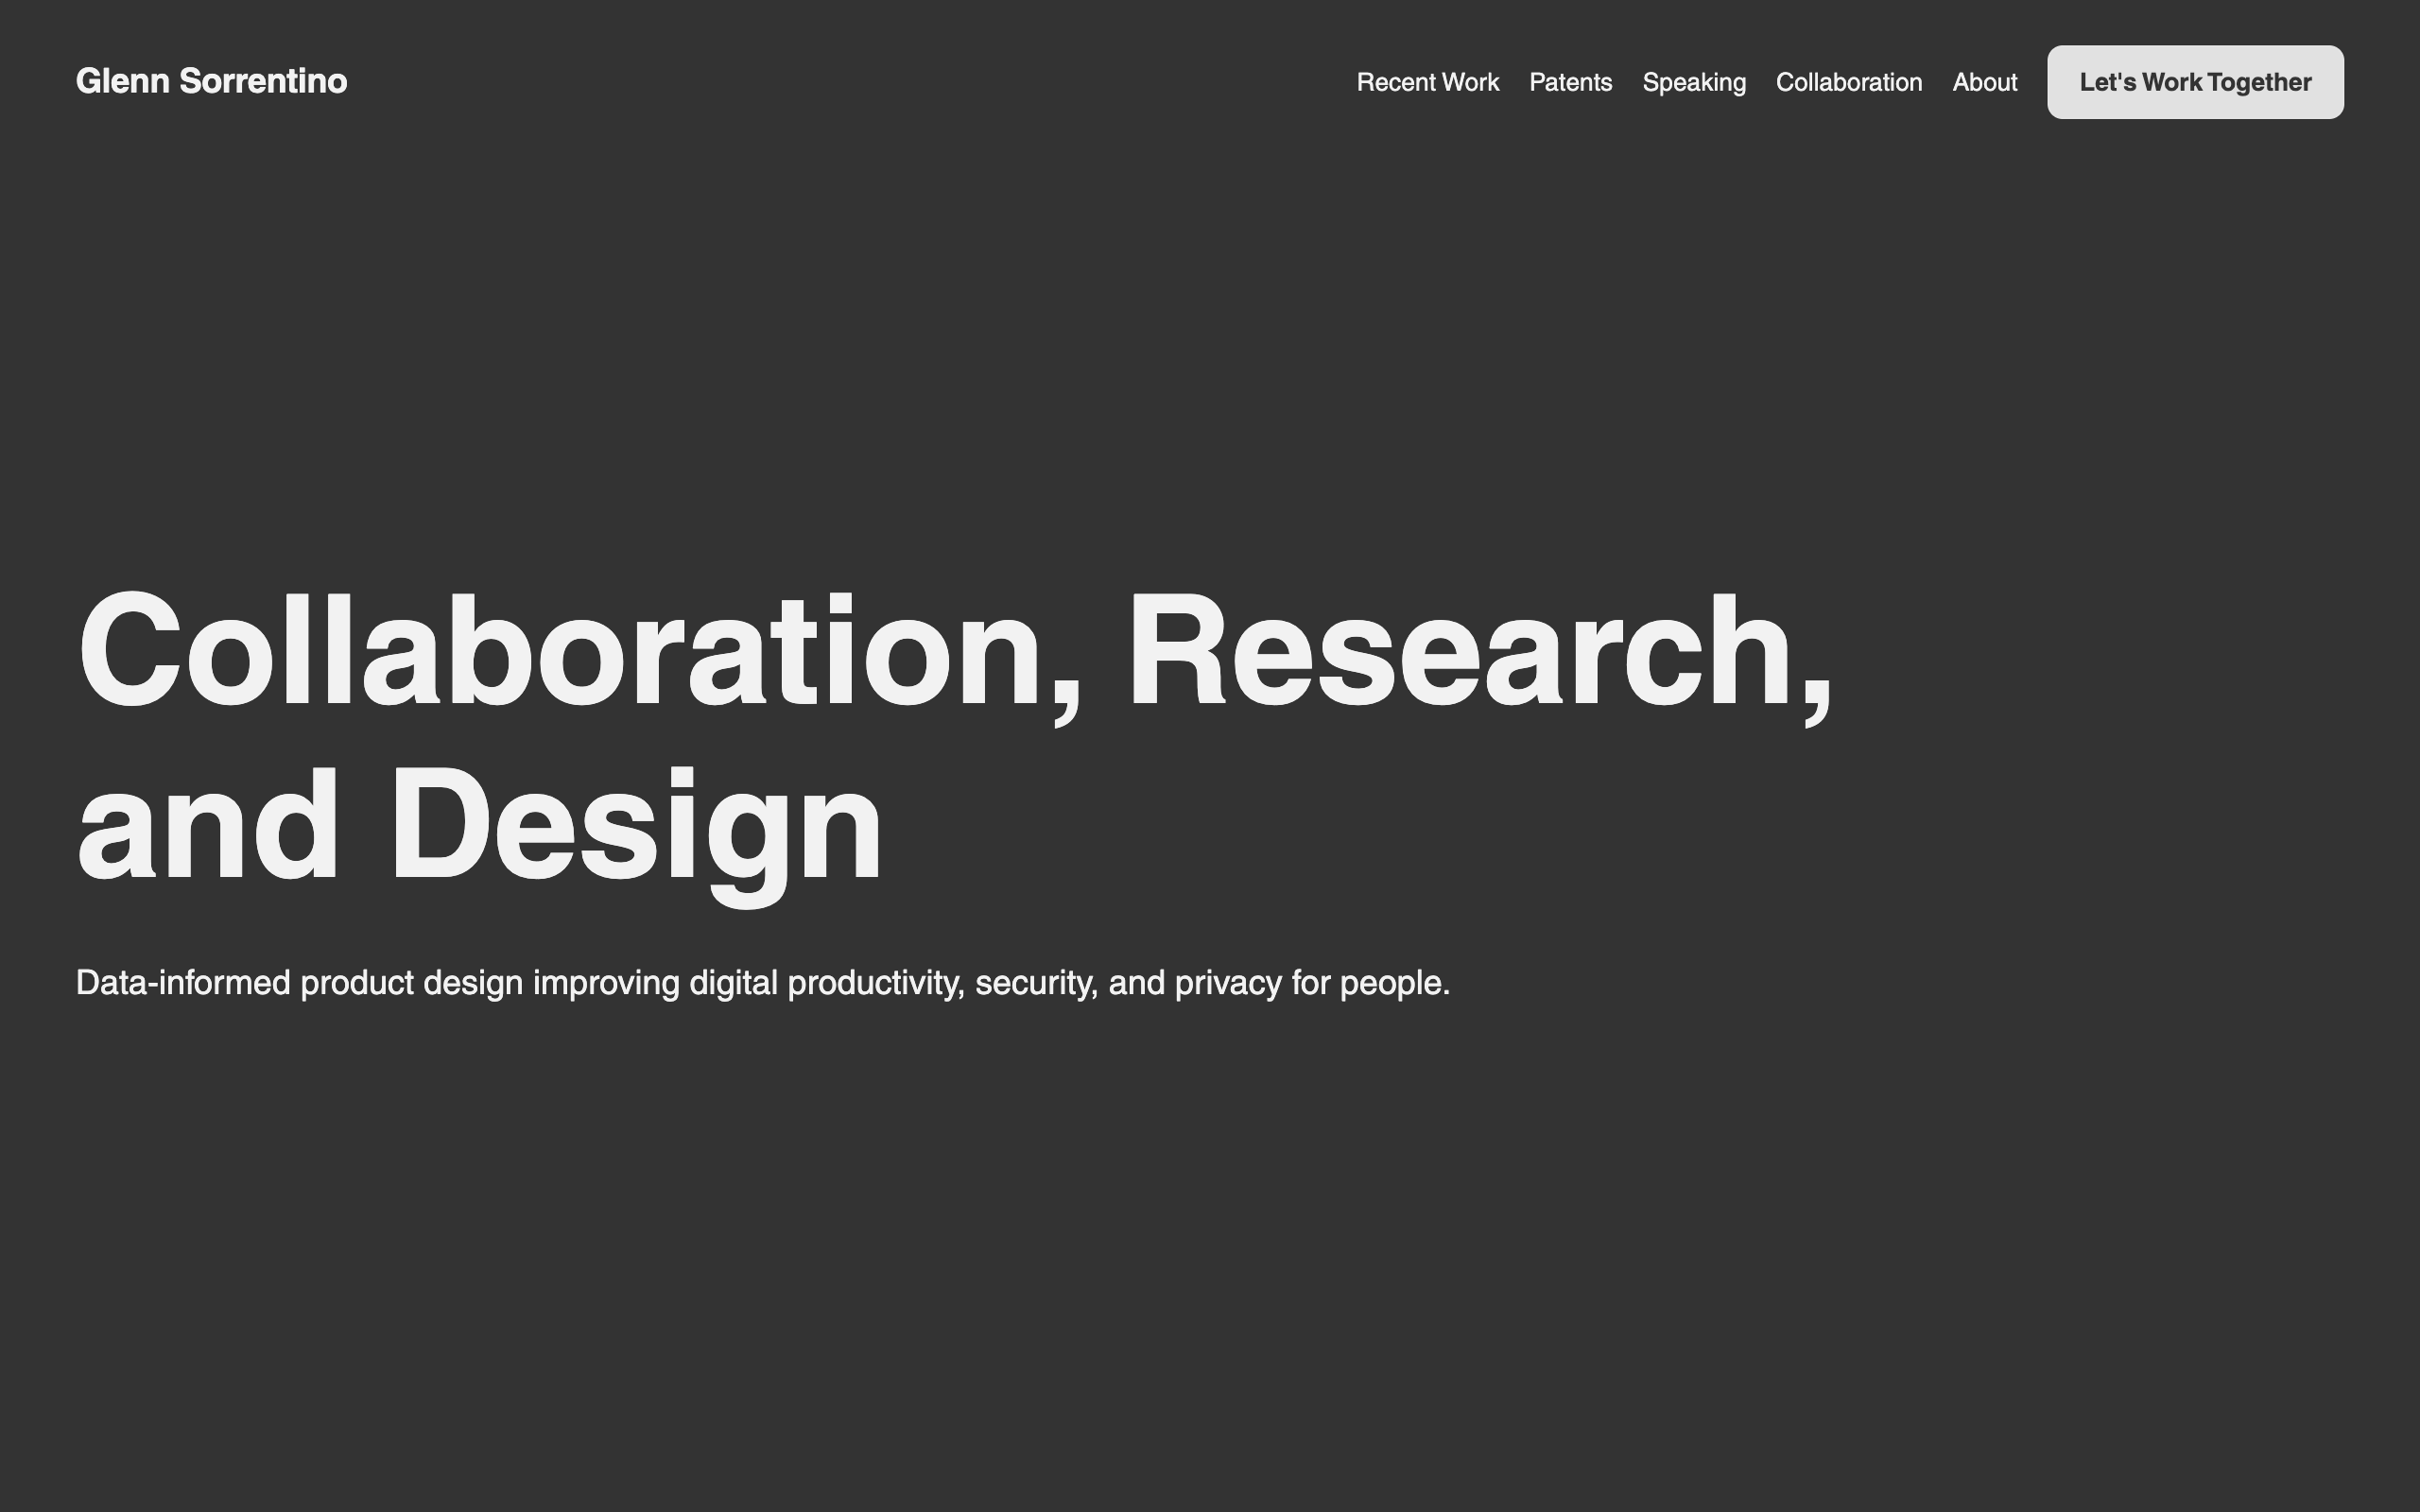 Glenn Sorrentino
Recent Work Patents Speaking Collaboration About Let's Work Together
Collaboration, Research,
and Design
Data-informed product design improving digital productivity, security, and privacy for people.